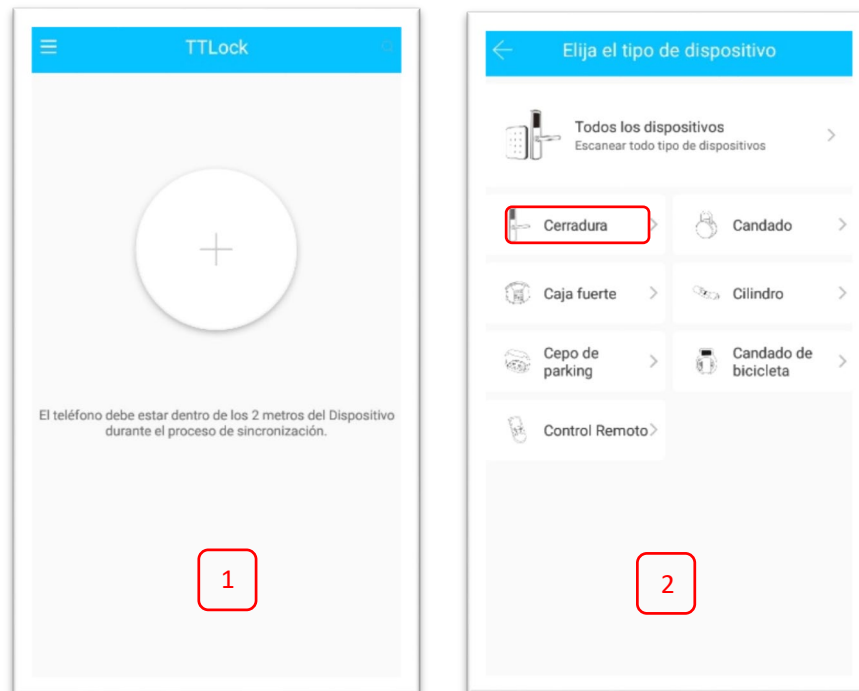 TTLock
El teléfono debe estar dentro de los 2 metros del Dispositivo
durante el proceso de sincronización.
1
Elija el tipo de dispositivo
Todos los dispositivos
Escanear todo tipo de dispositivos
Cerradura
Candado
Caja fuerte
Cilindro
Cepo de
parking
Candado de
bicicleta
Control Remoto
2